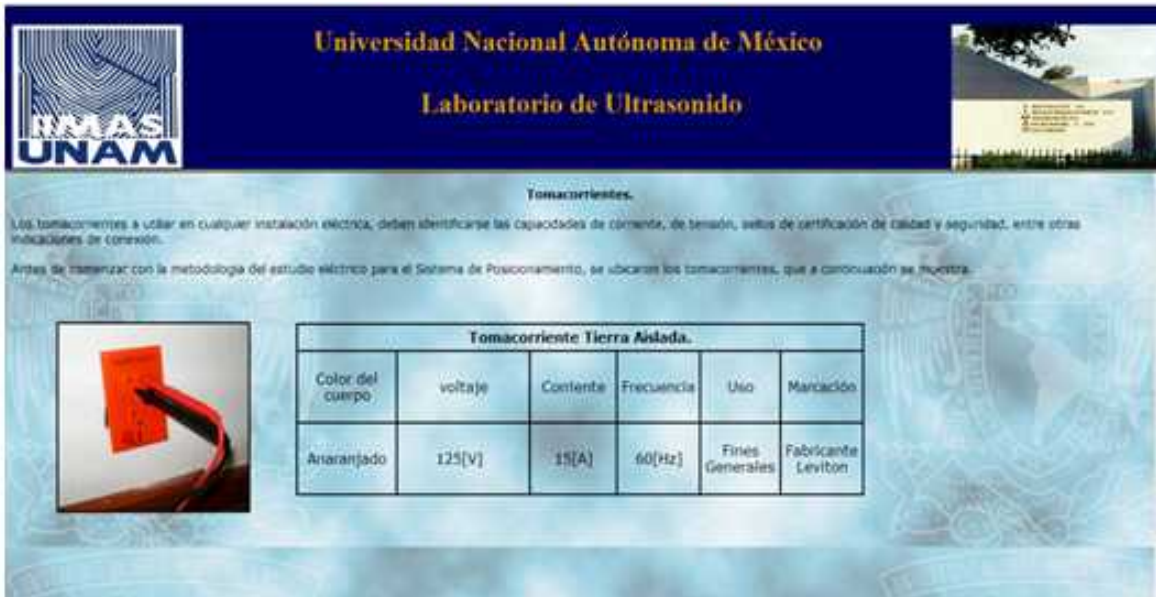 Universidad Nacional Autónoma de México
Laboratorio de Ultrasonido
IIMAS
UNAM
Tomacorrientes.
Los tomacorrientes a utilizar en cualquier instalación eléctrica, deben identificarse las capacidades de corriente, de tensión, sellos de certificación de calidad y seguridad, entre otras
indicaciones de conexión.
Antes de comenzar con la metodología del estudio eléctrico para el Sistema de Posicionamiento, se ubicaron los tomacorrientes, que a continuación se muestra.
Tomacorriente Tierra Aislada.
Color del
cuerpo
voltaje
Corriente
Frecuencia
Uso
Marcación
Anaranjado
125[V]
15[A]
60[Hz]
Fines
Generales
Fabricante
Leviton